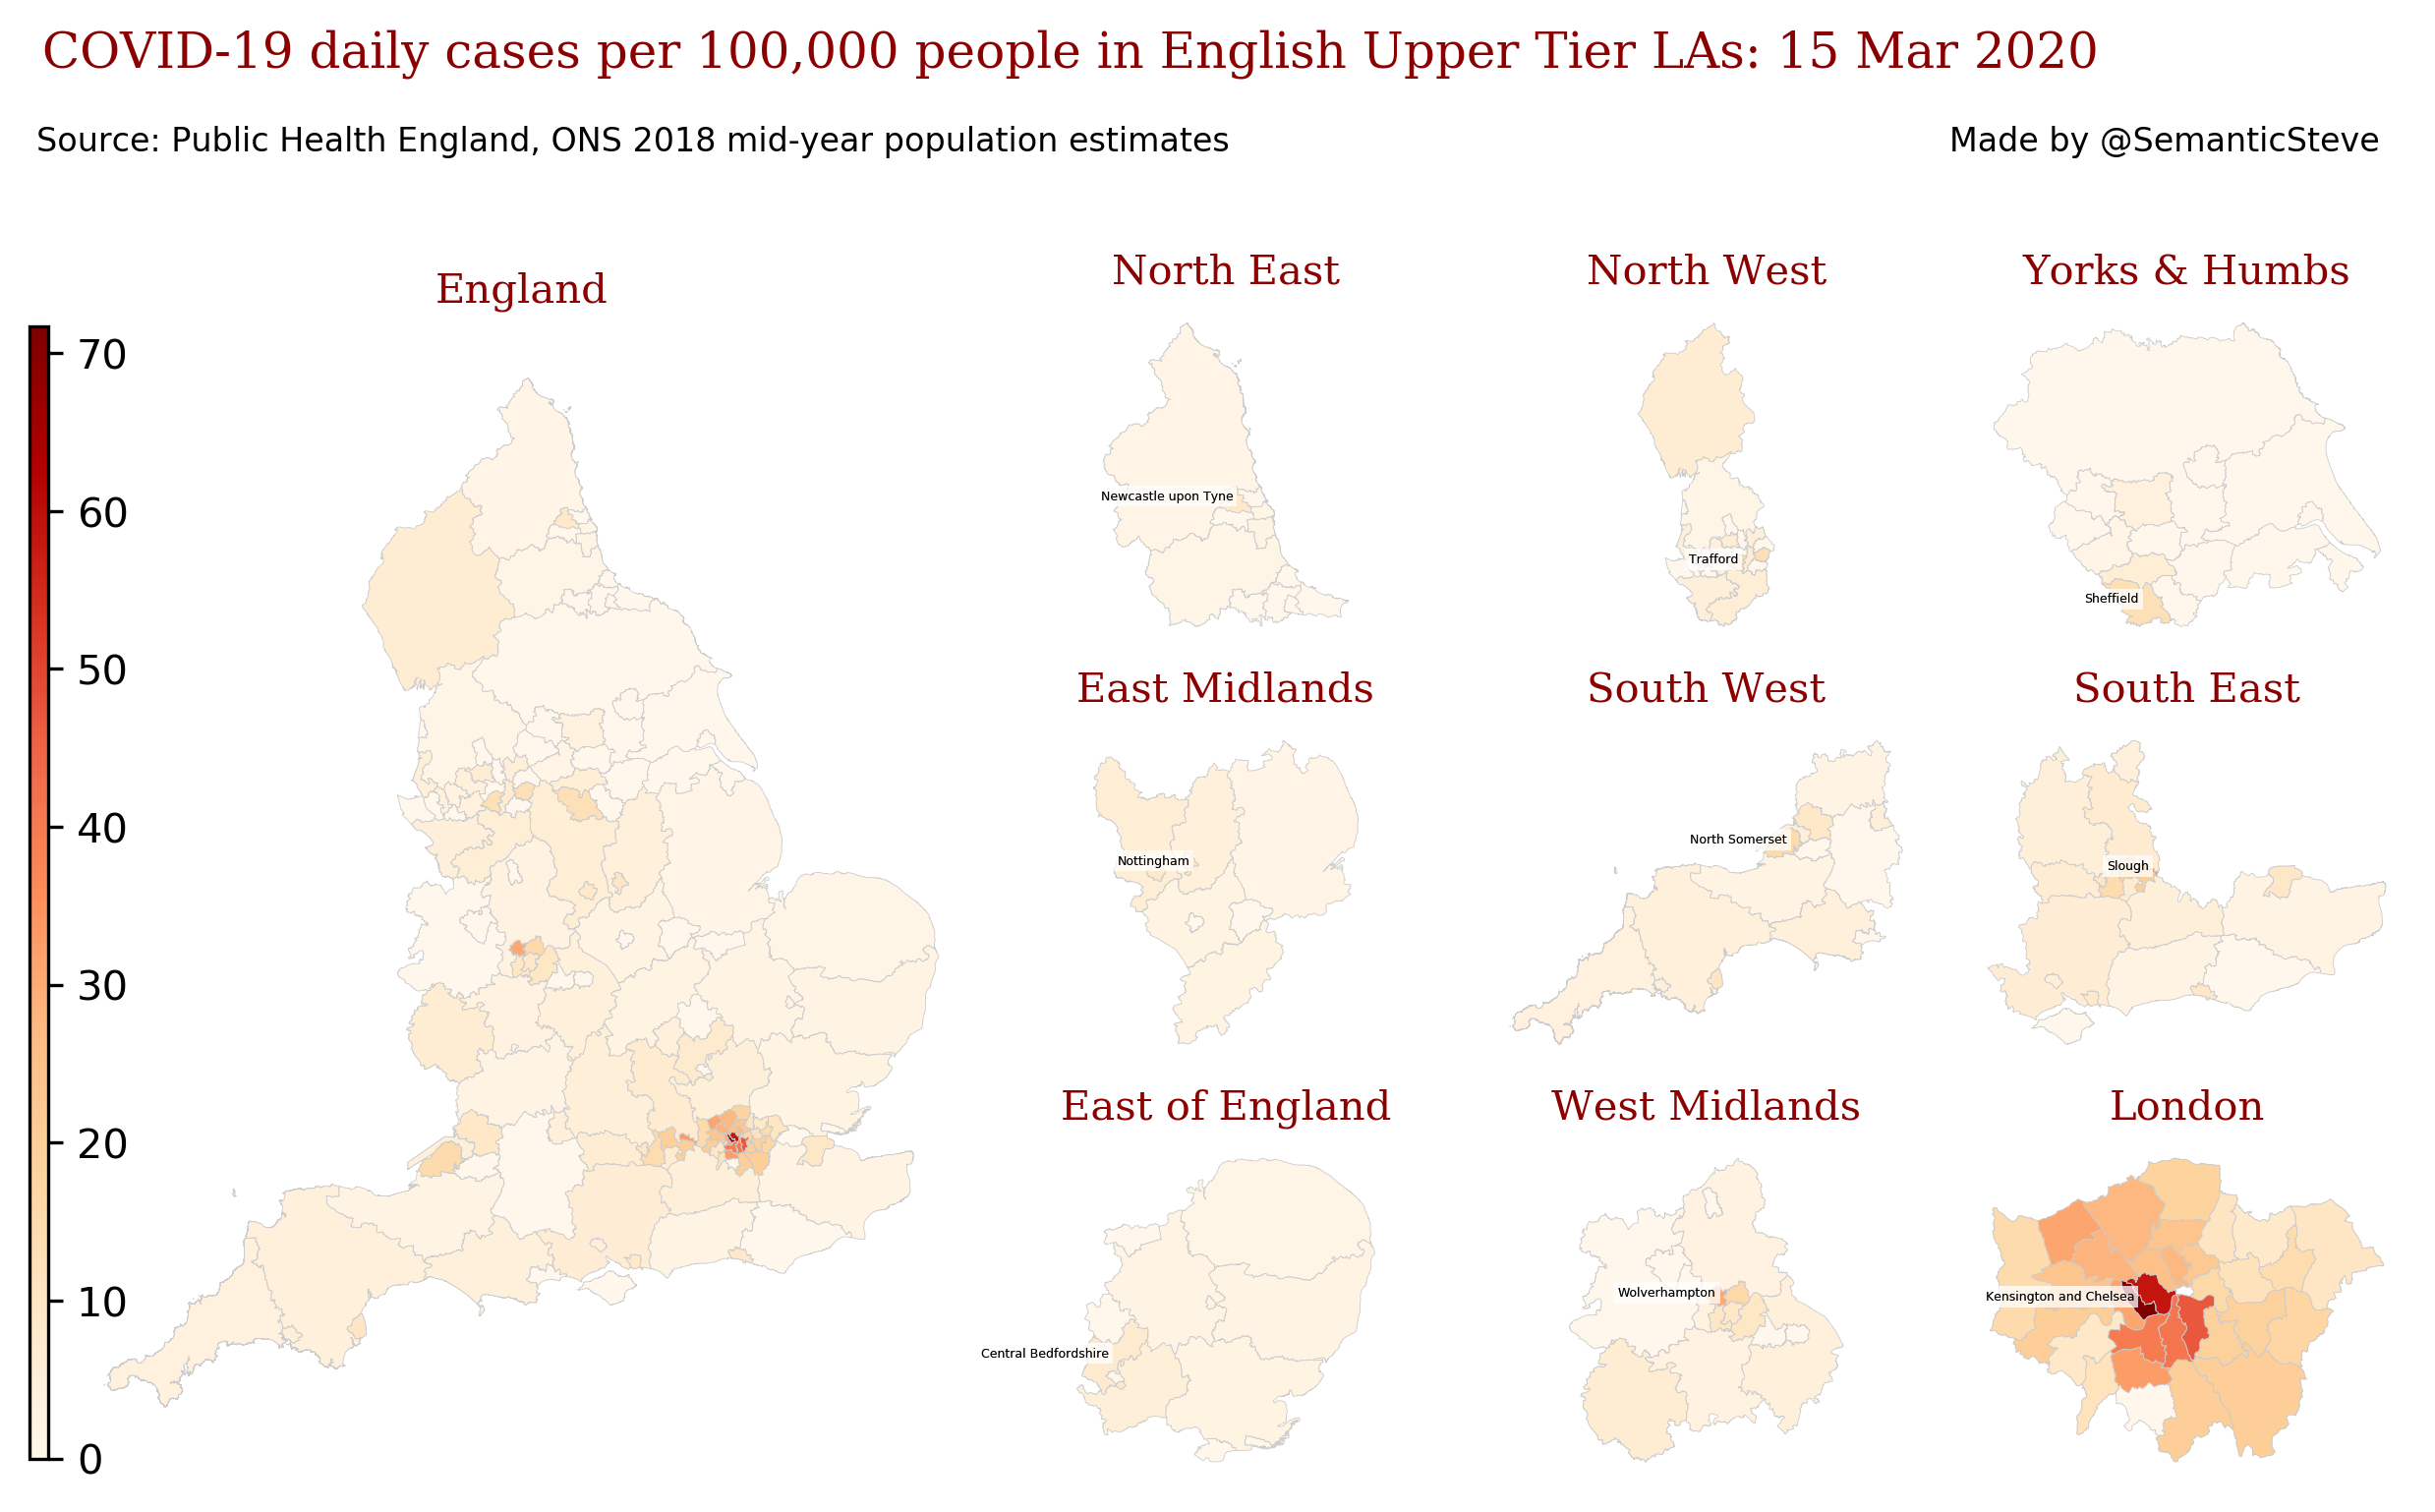 COVID-19 daily cases per 100,000 people in English Upper Tier LAs: 15 Mar 2020
Source: Public Health England, ONS 2018 mid-year population estimates
Made by @SemanticSteve
England
70
60
50
40
30
20
10
0
North East
Newcastle upon Tyne
North West
Trafford
Yorks & Humbs
Sheffield
East Midlands
Nottingham
South West
North Somerset
South East
Slough
East of England
Central Bedfordshire
West Midlands
Wolverhampton
London
Kensington and Chelsea